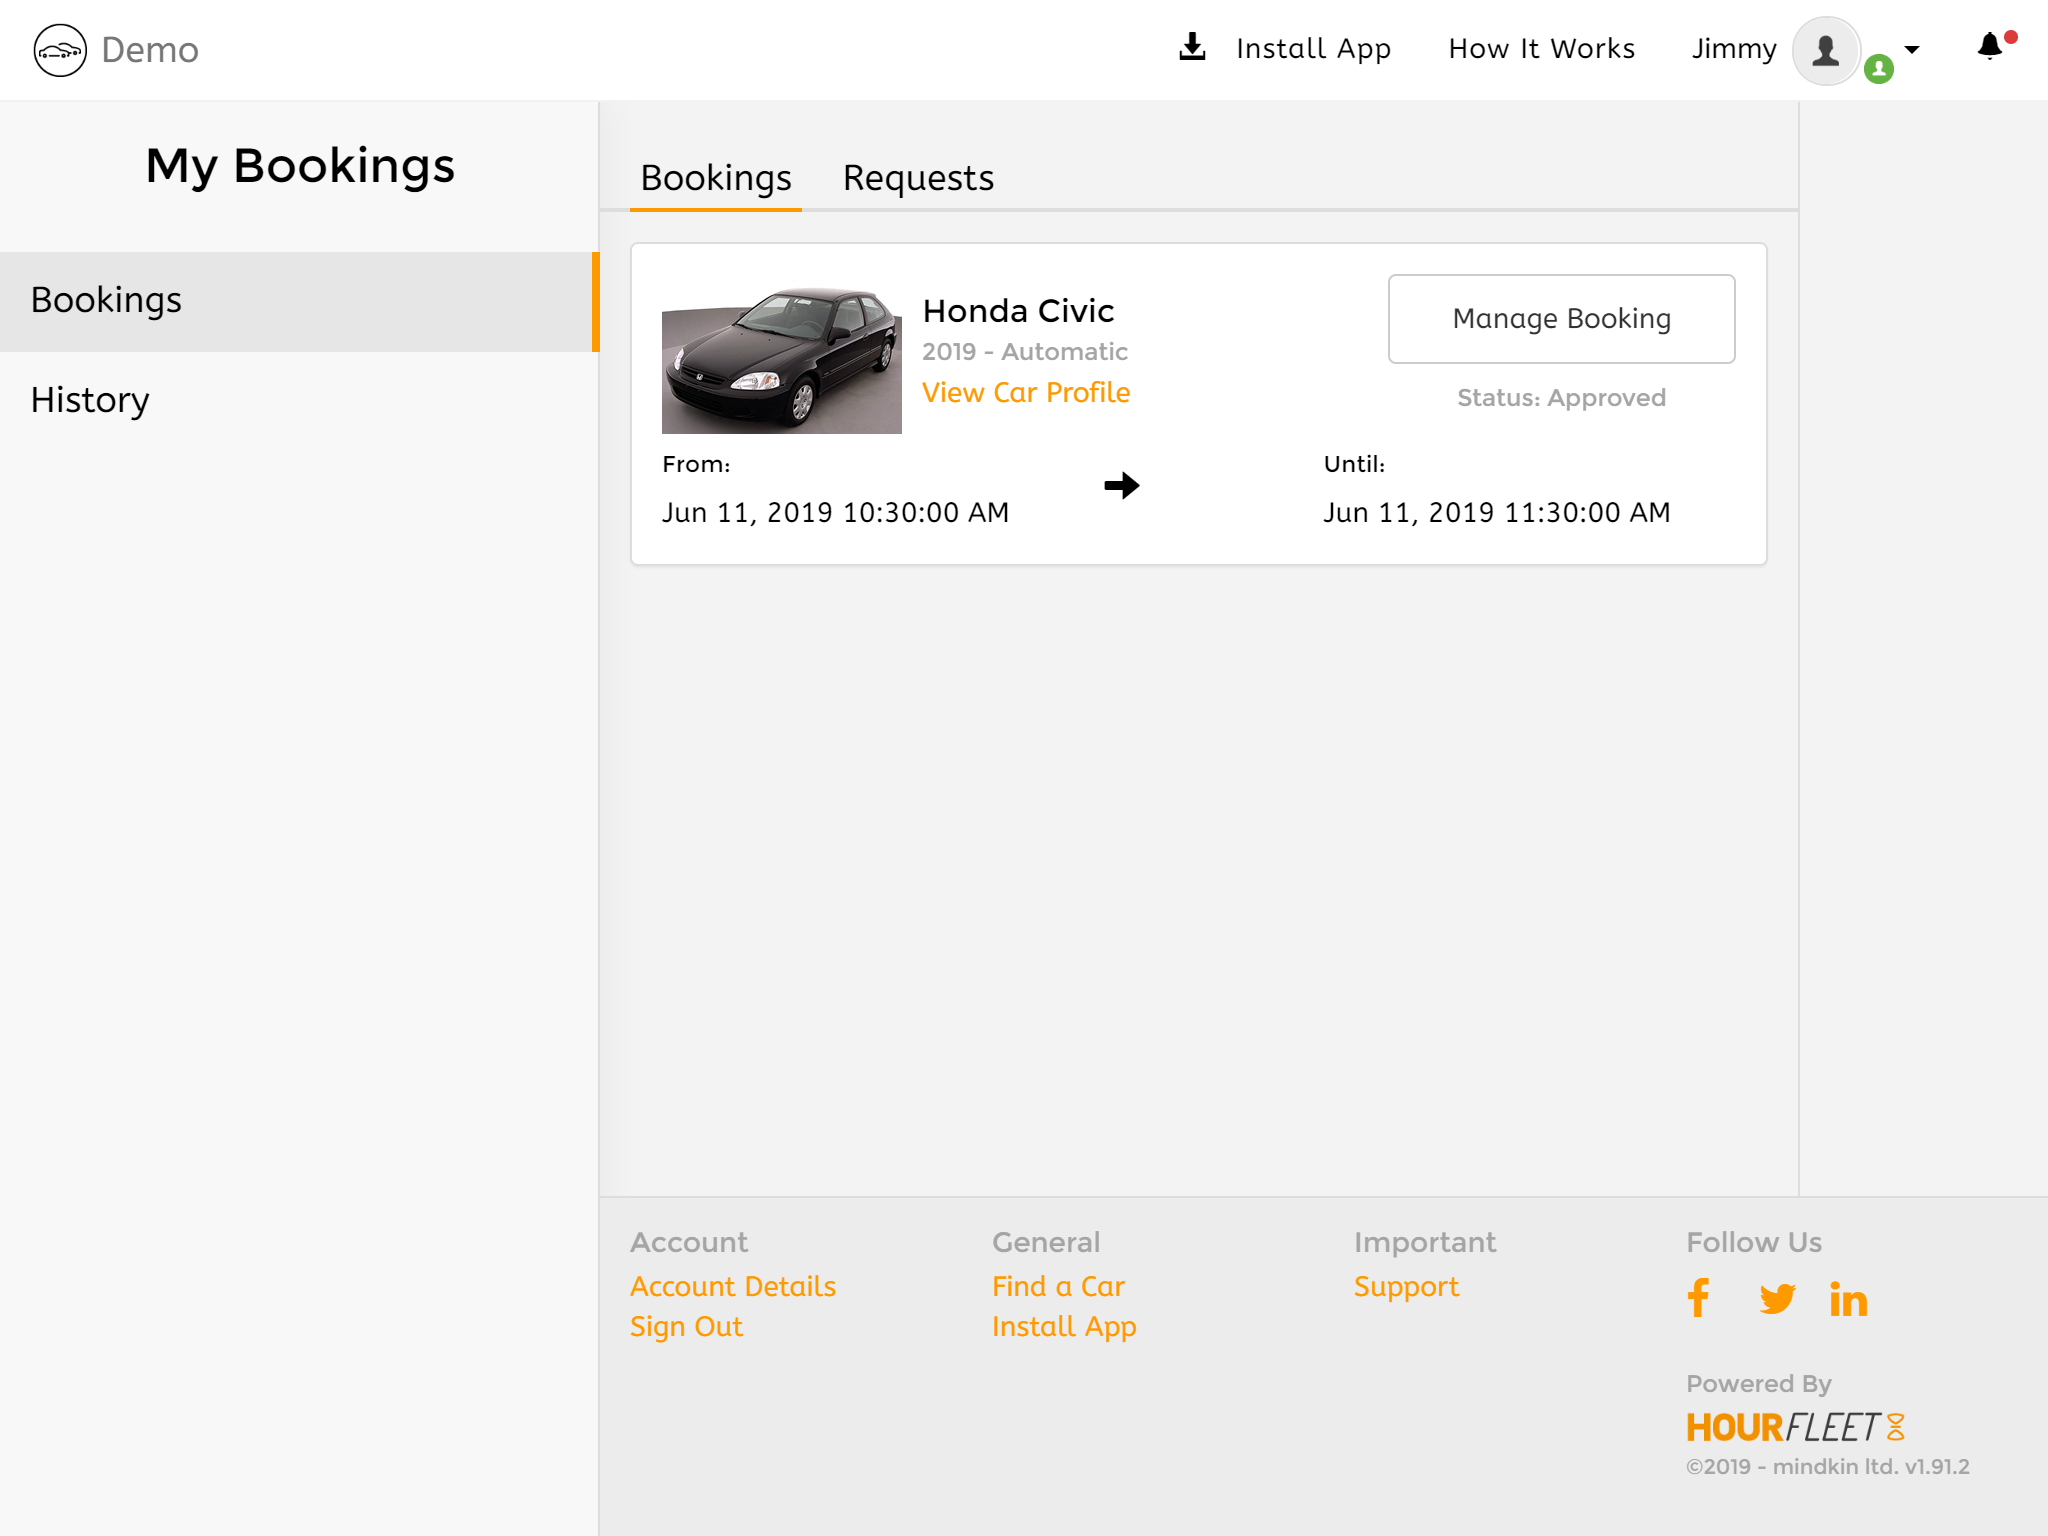 Demo
Install App
How It Works
Jimmy
My Bookings
Bookings
History
Bookings
Requests
Honda Civic
2019 - Automatic
View Car Profile
Manage Booking
Status: Approved
From:
Jun 11, 2019 10:30:00 AM
Until:
Jun 11, 2019 11:30:00 AM
Account
Account Details
Sign Out
General
Find a Car
Install App
Important
Support
Follow Us
Powered By
HOURFLEET
©2019 - mindkin ltd. v1.91.2